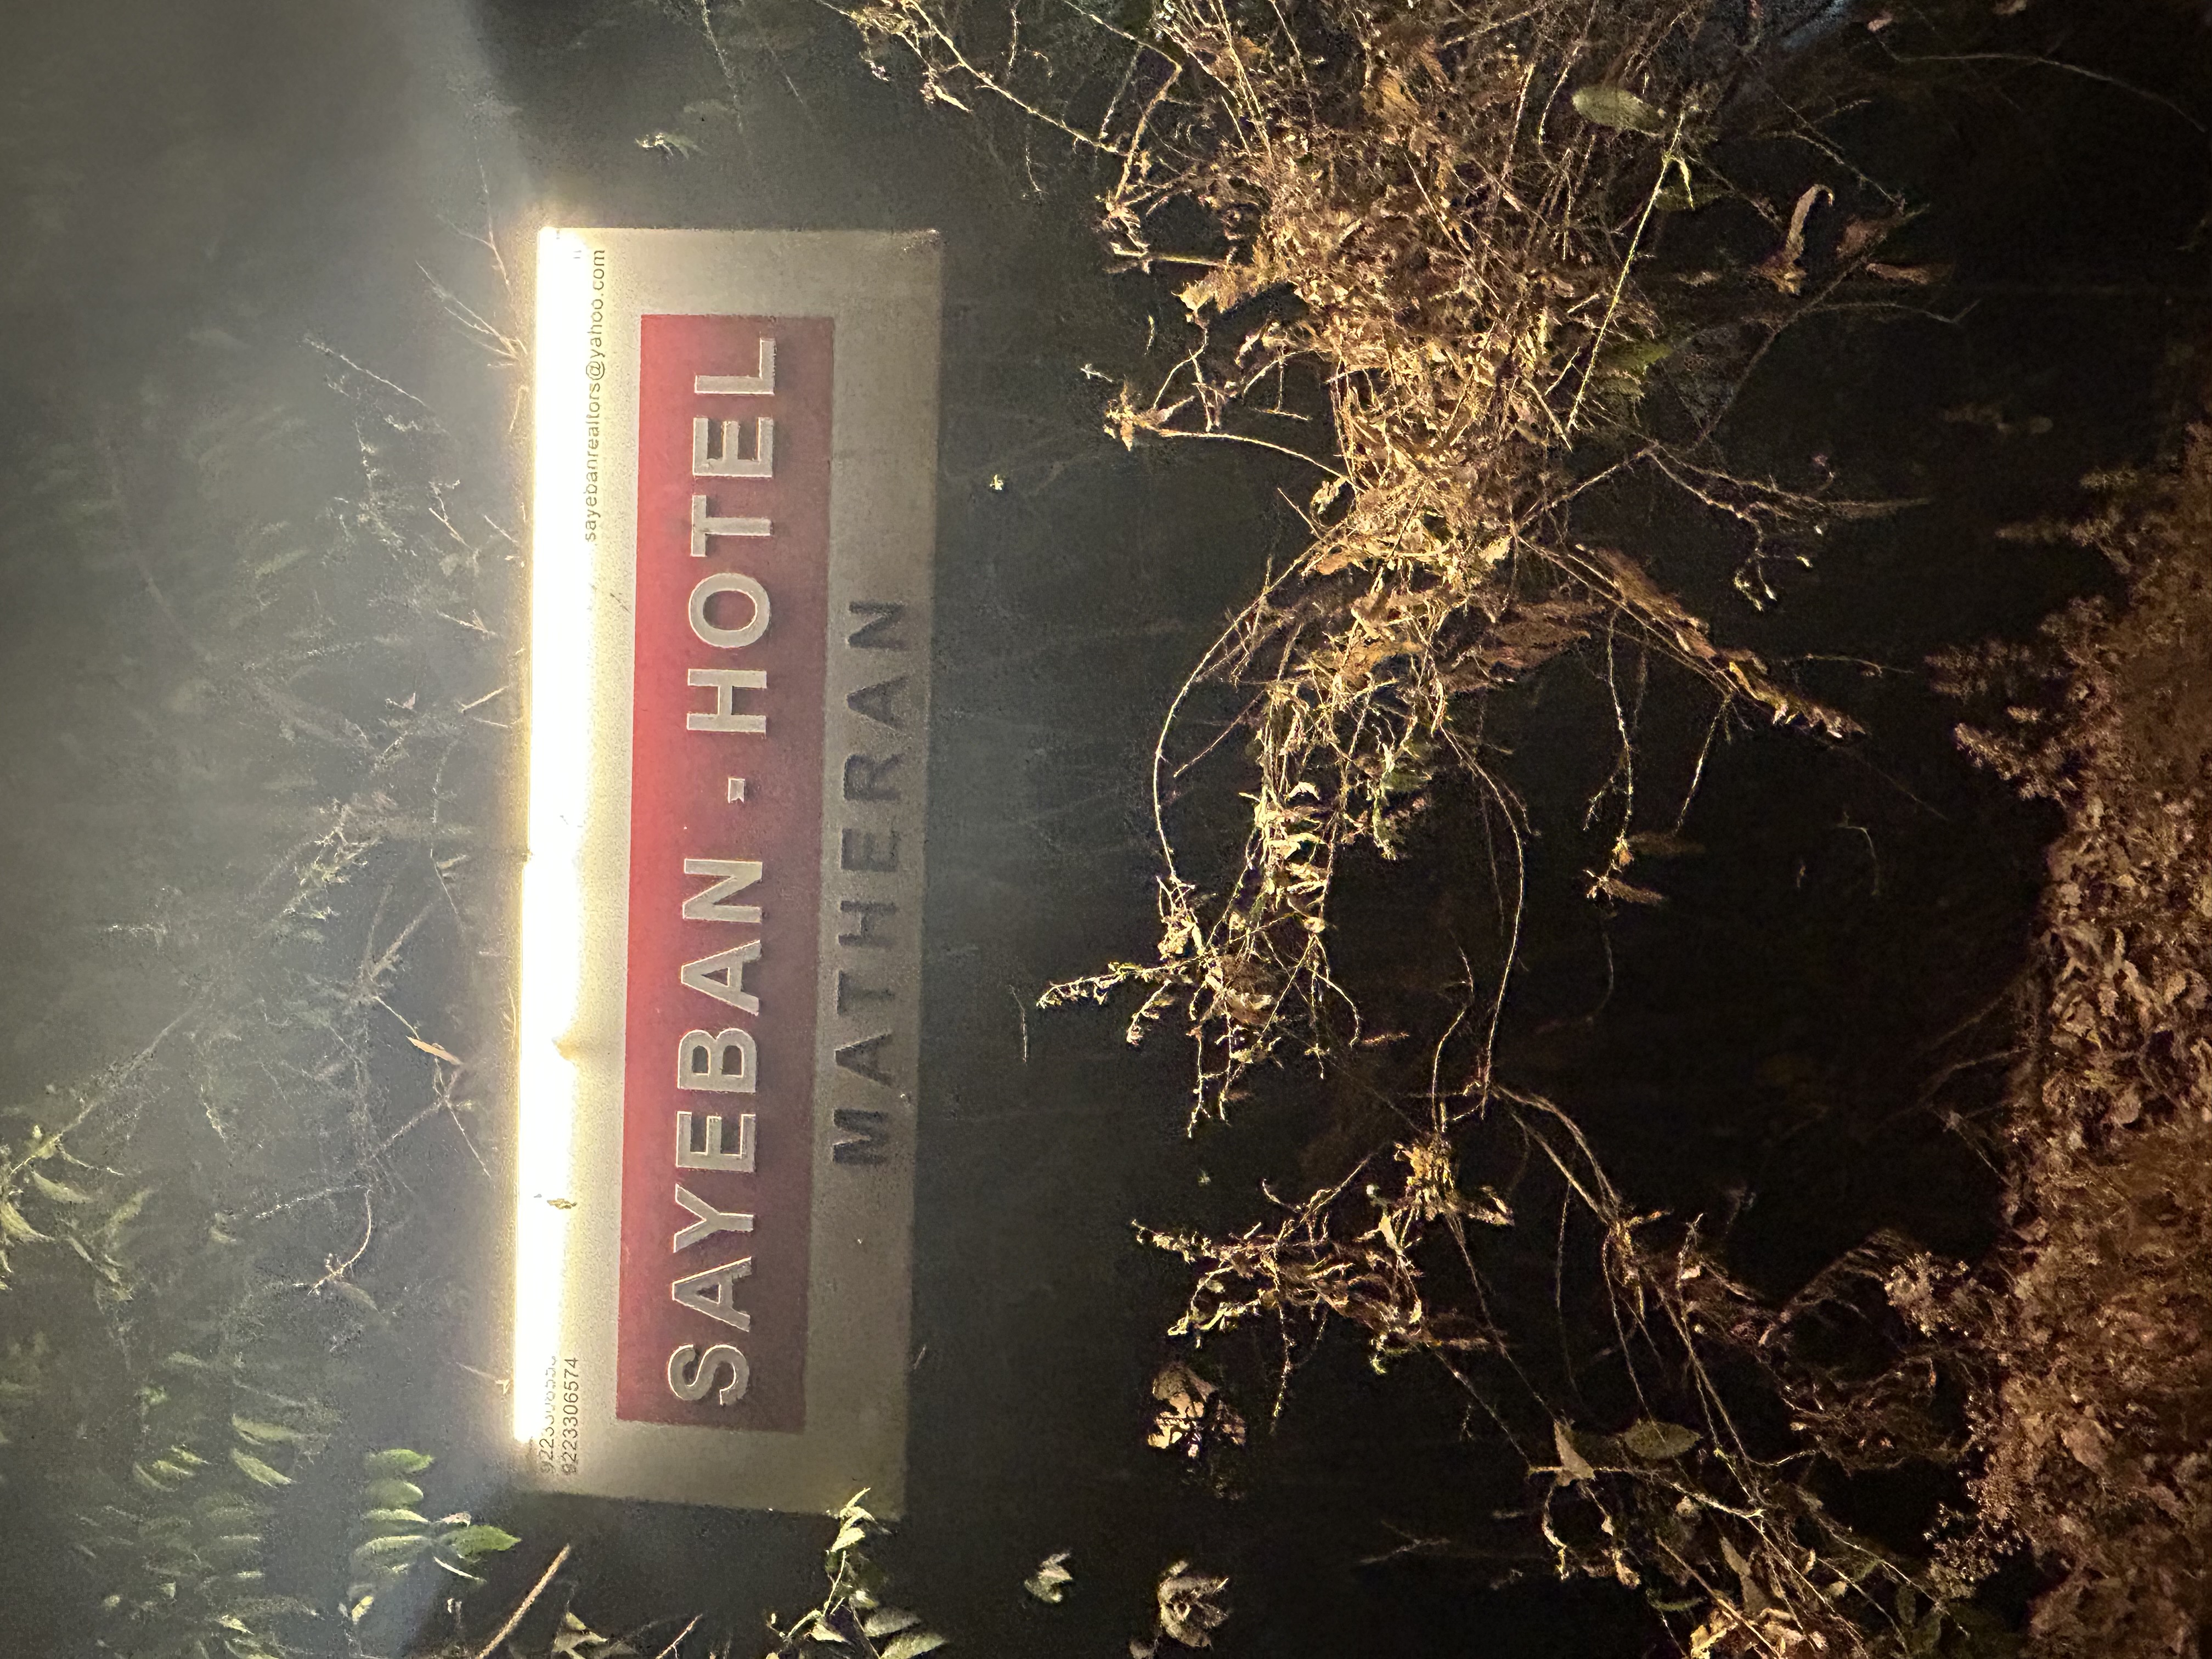 sayebanrealtors@yahoo.com
9223306574
SAYEBAN - HOTEL
MATHERAN